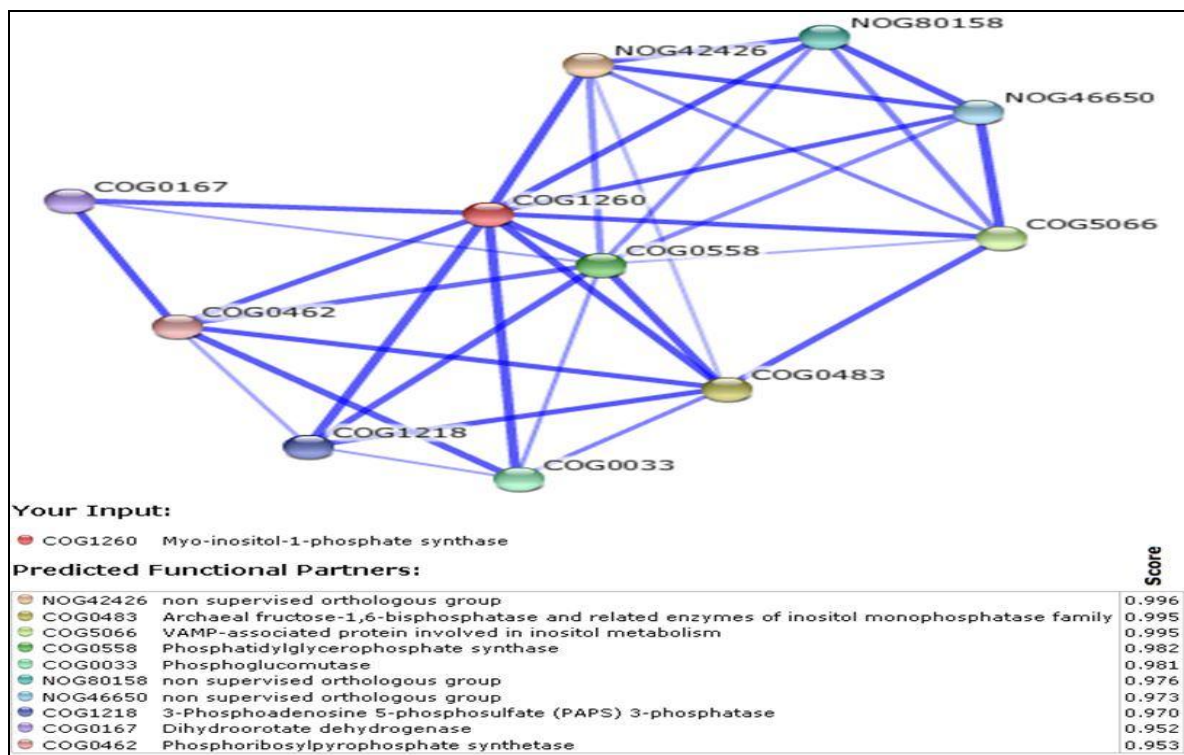 NOG80158
NOG42426
NOG46650
COG0167
COG1260
COG5066
COG0558
COG0462
COG0483
COG1218
COG0033
Your Input:
COG1260 Myo-inositol-1-phosphate synthase
Predicted Functional Partners: Score
NOG42426 non supervised orthologous group 0.996
COG0483 Archaeal fructose-1,6-bisphosphatase and related enzymes of inositol monophosphatase family 0.995
COG5066 VAMP-associated protein involved in inositol metabolism 0.995
COG0558 Phosphatidylglycerophosphate synthase 0.982
COG0033 Phosphoglucomutase 0.981
NOG80158 non supervised orthologous group 0.976
NOG46650 non supervised orthologous group 0.973
COG1218 3-Phosphoadenosine 5-phosphosulfate (PAPS) 3-phosphatase 0.970
COG0167 Dihydroorotate dehydrogenase 0.952
COG0462 Phosphoribosylpyrophosphate synthetase 0.953